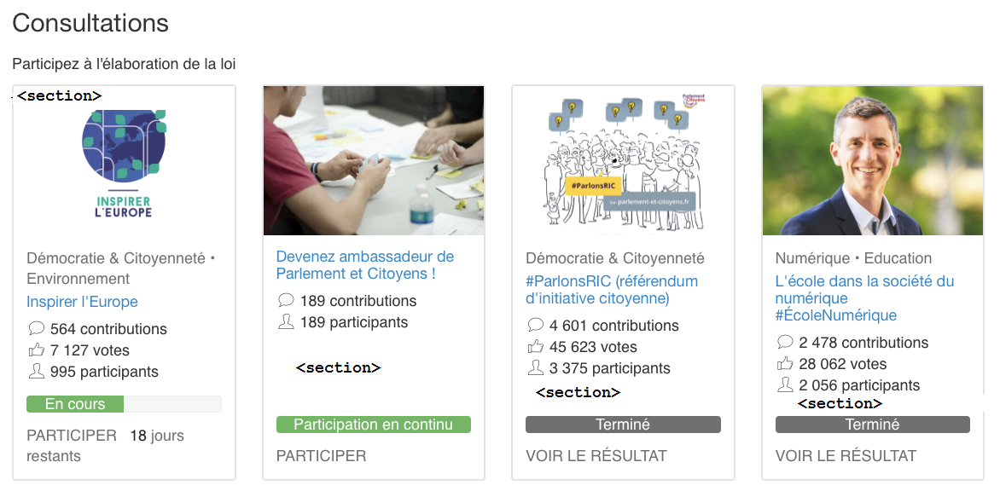 Consultations
Participez à l'élaboration de la loi
<section>
INSPIRER
L'EUROPE
Démocratie & Citoyenneté •
Environnement
Inspirer l'Europe
564 contributions
7 127 votes
995 participants
En cours
PARTICIPER 18 jours
restants
Devenez ambassadeur de
Parlement et Citoyens !
189 contributions
189 participants
<section>
Participation en continu
PARTICIPER
Parlement
& Citoyens
#ParlonsRIC
Sur parlement-et-citoyens.fr
Démocratie & Citoyenneté
#ParlonsRIC (référendum
d'initiative citoyenne)
4 601 contributions
45 623 votes
3 375 participants
<section>
Terminé
VOIR LE RÉSULTAT
Numérique • Education
L'école dans la société du
numérique
#ÉcoleNumérique
2 478 contributions
28 062 votes
2 056 participants
<section>
Terminé
VOIR LE RÉSULTAT